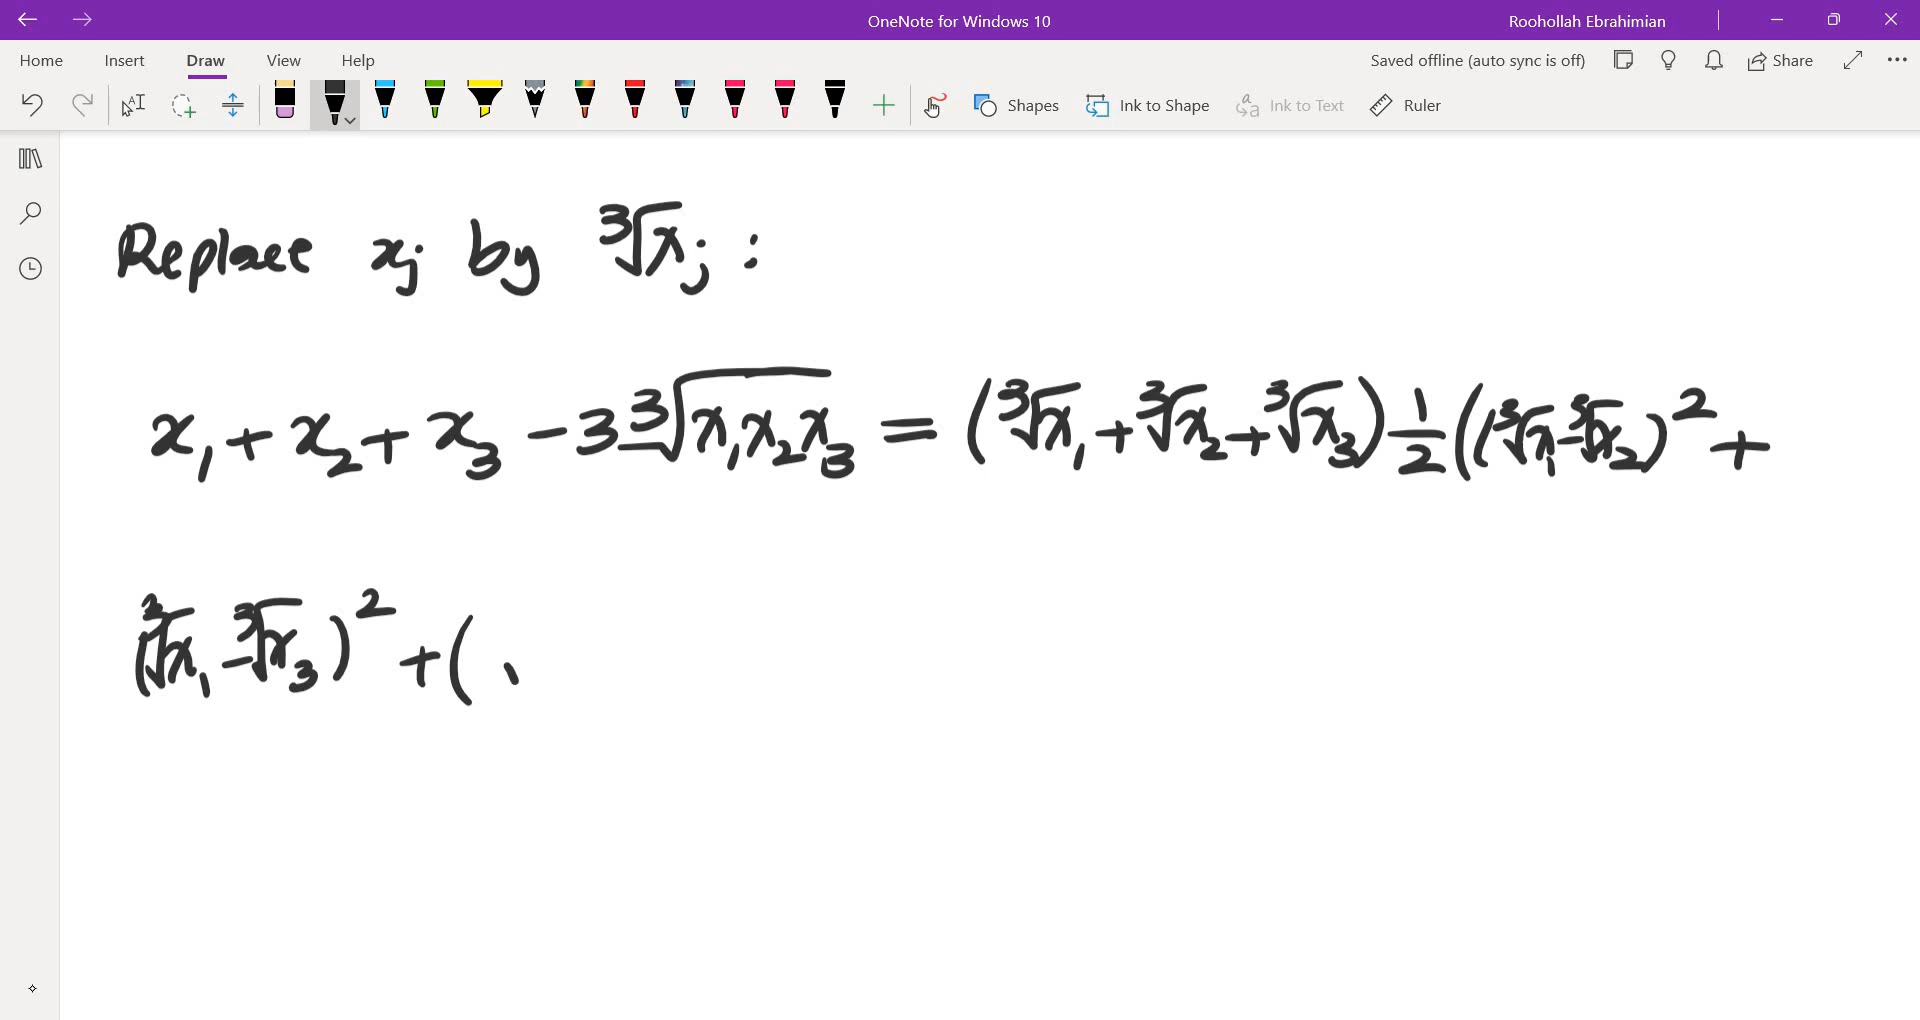 OneNote for Windows 10
Roohollah Ebrahimian
Home Insert Draw View Help
Saved offline (auto sync is off) Share
Shapes Ink to Shape Ink to Text Ruler
Replace xⱼ by ∛xⱼ :
x₁ + x₂ + x₃ − 3∛(x₁x₂x₃) = (∛x₁ + ∛x₂ + ∛x₃) 1/2 ((∛x₁ − ∛x₂)² +
(∛x₁ − ∛x₃)² + (